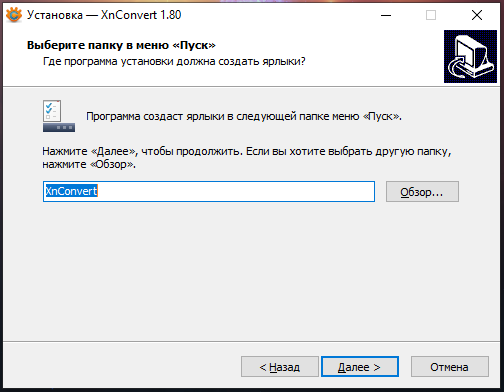 Установка — XnConvert 1.80
Выберите папку в меню «Пуск»
Где программа установки должна создать ярлыки?
Программа создаст ярлыки в следующей папке меню «Пуск».
Нажмите «Далее», чтобы продолжить. Если вы хотите выбрать другую папку,
нажмите «Обзор».
XnConvert
Обзор...
< Назад
Далее >
Отмена